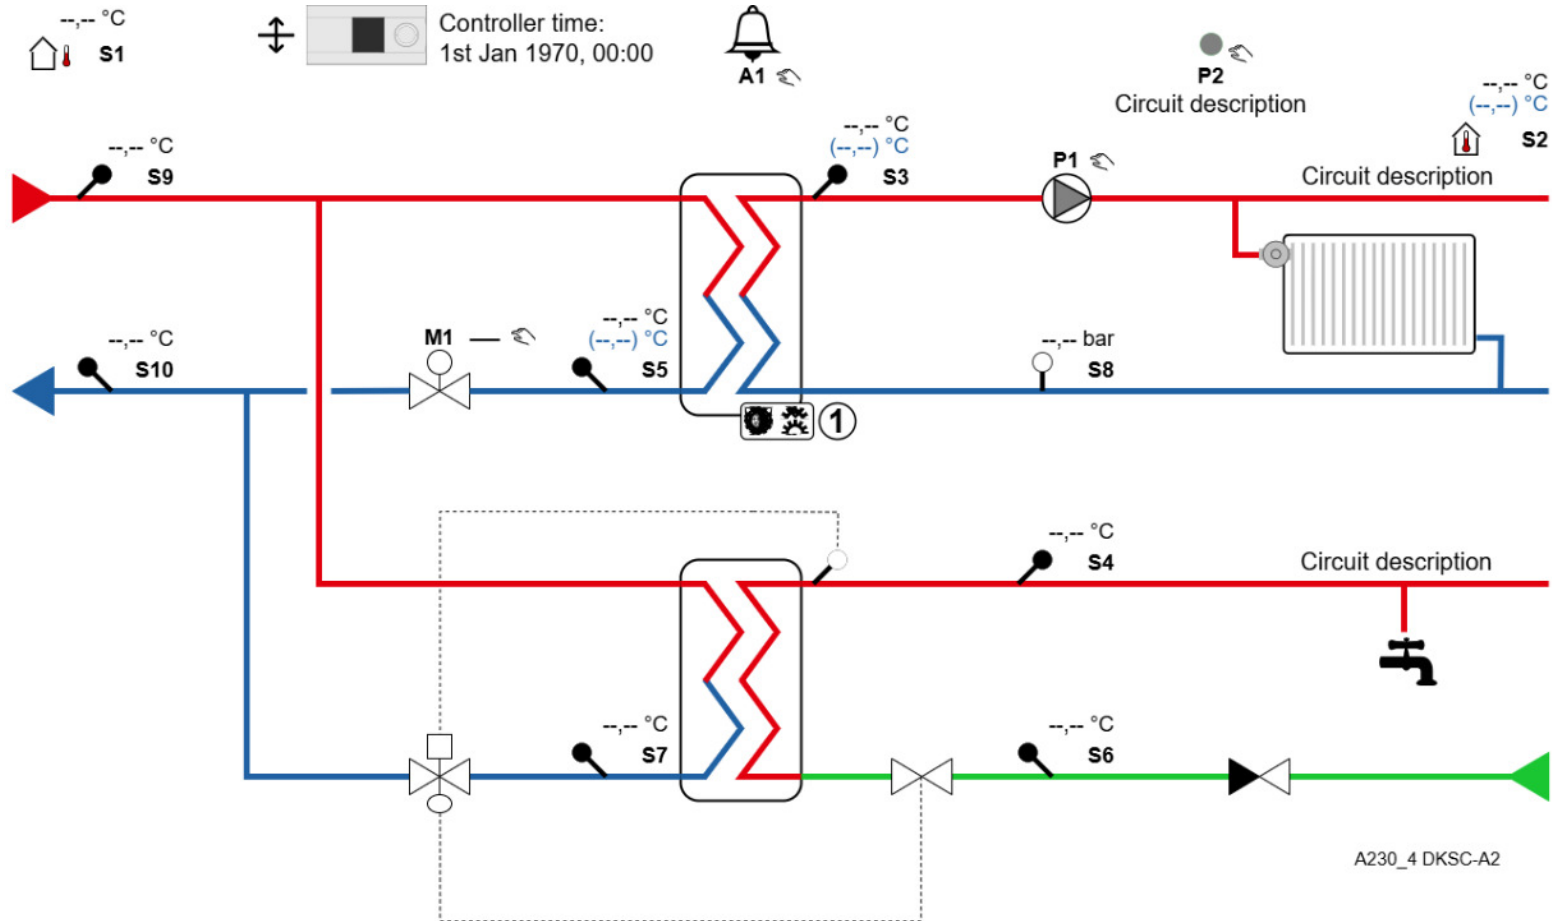 --,-- °C
S1
Controller time:
1st Jan 1970, 00:00
A1
P2
Circuit description
--,-- °C
(--,--) °C
S2
--,-- °C
S9
--,-- °C
(--,--) °C
S3
P1
Circuit description
--,-- °C
S10
M1
--,-- °C
(--,--) °C
S5
--,-- bar
S8
1
--,-- °C
S4
Circuit description
--,-- °C
S7
--,-- °C
S6
A230_4 DKSC-A2